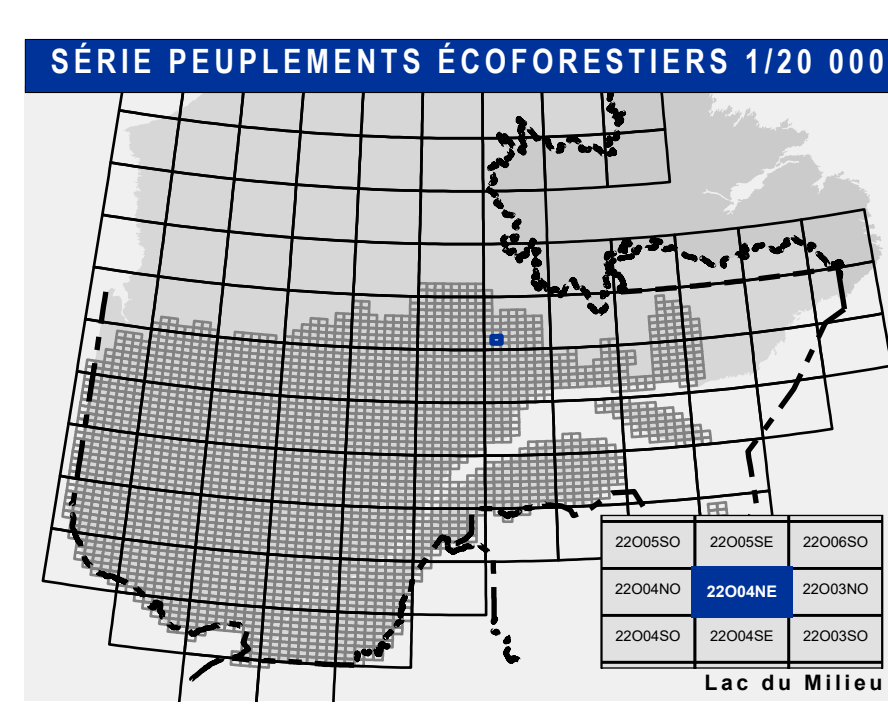 SÉRIE PEUPLEMENTS ÉCOFORESTIERS 1/20 000
22O05SO 22O05SE 22O06SO
22O04NO 22O04NE 22O03NO
22O04SO 22O04SE 22O03SO
Lac du Milieu